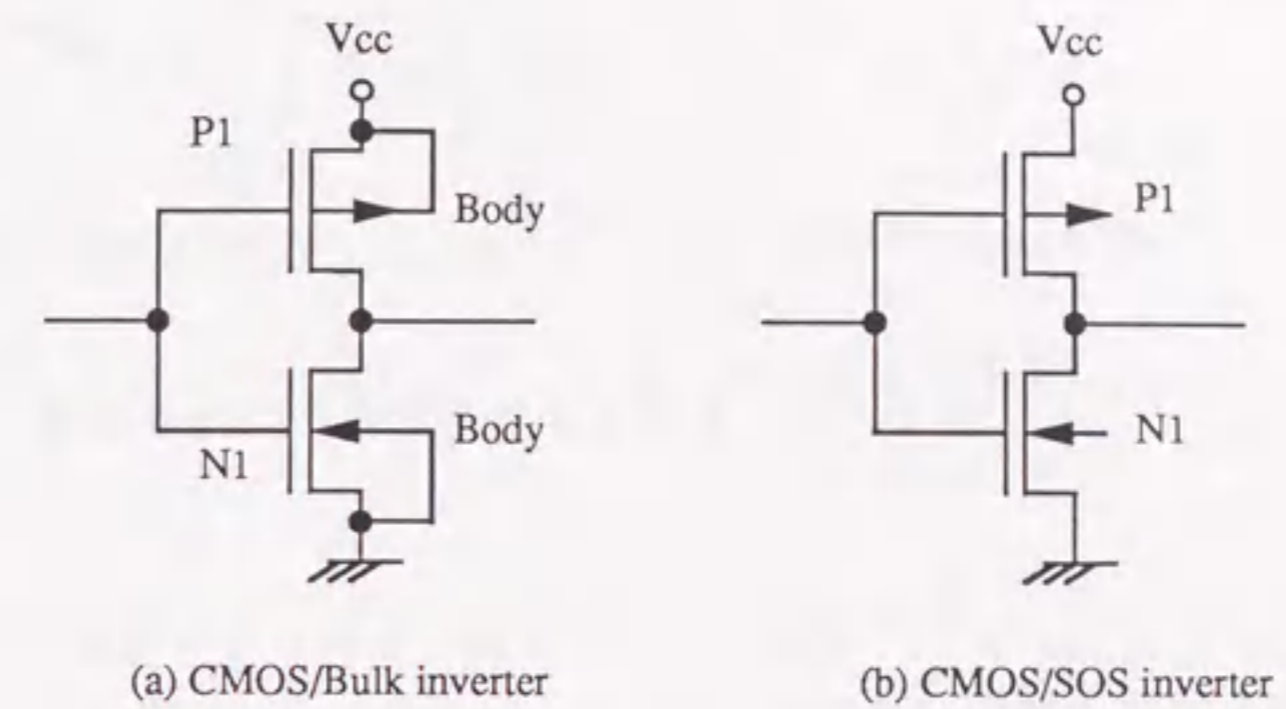 Vcc
P1
Body
Body
N1
(a) CMOS/Bulk inverter
Vcc
P1
N1
(b) CMOS/SOS inverter